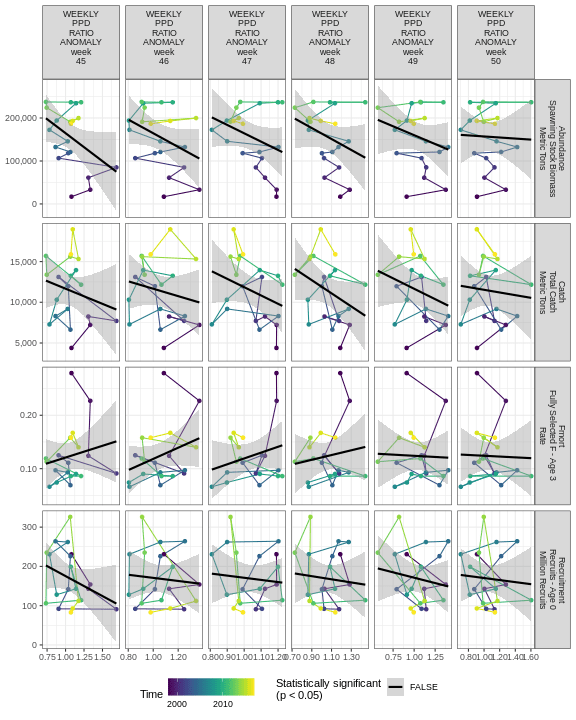 WEEKLY PPD RATIO ANOMALY week 45
WEEKLY PPD RATIO ANOMALY week 46
WEEKLY PPD RATIO ANOMALY week 47
WEEKLY PPD RATIO ANOMALY week 48
WEEKLY PPD RATIO ANOMALY week 49
WEEKLY PPD RATIO ANOMALY week 50
200,000
100,000
0
Abundance
Spawning Stock Biomass
Metric Tons
15,000
10,000
5,000
Catch
Total Catch
Metric Tons
0.20
0.10
Fmort
Fully Selected F - Age 3
Rate
300
200
100
0
Recruitment
Recruits - Age 0
Million Recruits
0.75 1.00 1.25 1.50
0.80 1.00 1.20
0.80 0.90 1.00 1.10 1.20
0.70 0.90 1.10 1.30
0.75 1.00 1.25
0.80 1.00 1.20 1.40 1.60
Time
2000 2010
Statistically significant
(p < 0.05)
FALSE